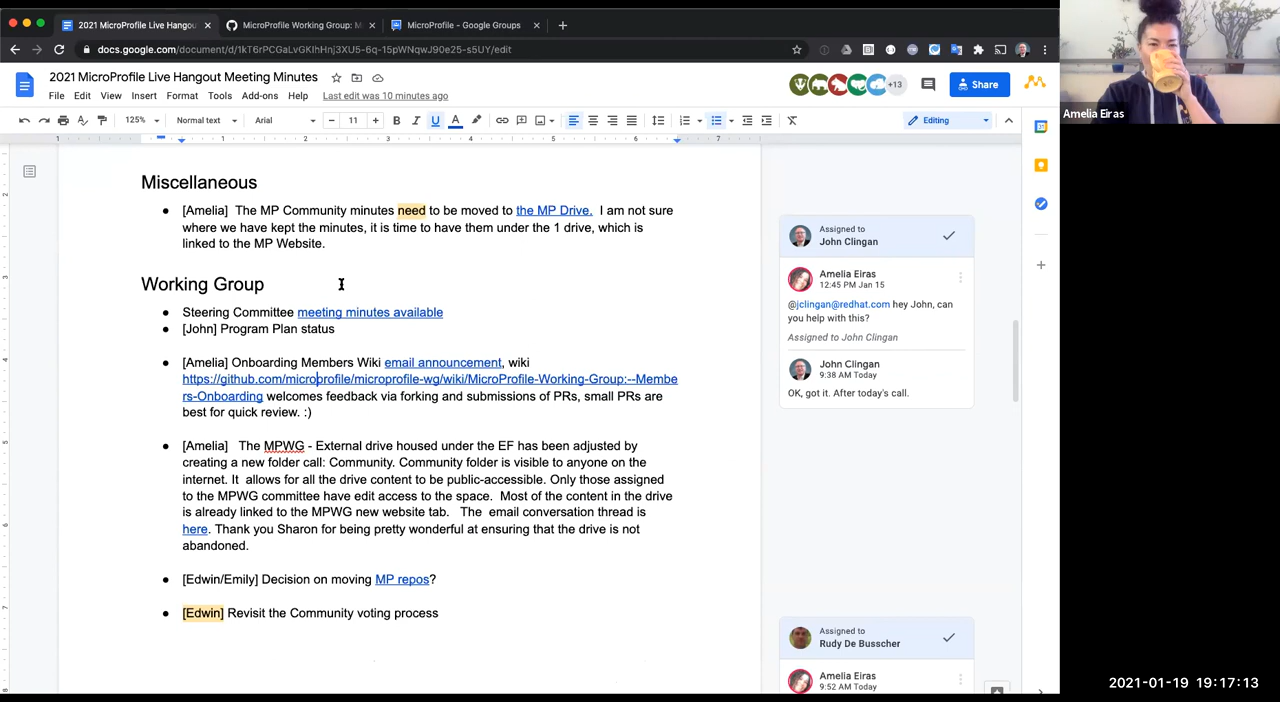 2021 MicroProfile Live Hangout
MicroProfile Working Group: M
MicroProfile - Google Groups
docs.google.com/document/d/1kT6rPCGaLvGKIhHnj3XU5-6q-15pWNqwJ90e25-s5UY/edit
2021 MicroProfile Live Hangout Meeting Minutes
File Edit View Insert Format Tools Add-ons Help Last edit was 10 minutes ago
+13
Share
125% Normal text Arial 11 B I U A Editing
1 1 2 3 4 5 6 7
Miscellaneous
[Amelia] The MP Community minutes need to be moved to the MP Drive. I am not sure
where we have kept the minutes, it is time to have them under the 1 drive, which is
linked to the MP Website.
Working Group
Steering Committee meeting minutes available
[John] Program Plan status
[Amelia] Onboarding Members Wiki email announcement, wiki
https://github.com/microprofile/microprofile-wg/wiki/MicroProfile-Working-Group:--Membe
rs-Onboarding welcomes feedback via forking and submissions of PRs, small PRs are
best for quick review. :)
[Amelia] The MPWG - External drive housed under the EF has been adjusted by
creating a new folder call: Community. Community folder is visible to anyone on the
internet. It allows for all the drive content to be public-accessible. Only those assigned
to the MPWG committee have edit access to the space. Most of the content in the drive
is already linked to the MPWG new website tab. The email conversation thread is
here. Thank you Sharon for being pretty wonderful at ensuring that the drive is not
abandoned.
[Edwin/Emily] Decision on moving MP repos?
[Edwin] Revisit the Community voting process
Assigned to
John Clingan
Amelia Eiras
12:45 PM Jan 15
@jclingan@redhat.com hey John, can
you help with this?
Assigned to John Clingan
John Clingan
9:38 AM Today
OK, got it. After today's call.
Assigned to
Rudy De Busscher
Amelia Eiras
9:52 AM Today
Amelia Eiras
2021-01-19 19:17:13